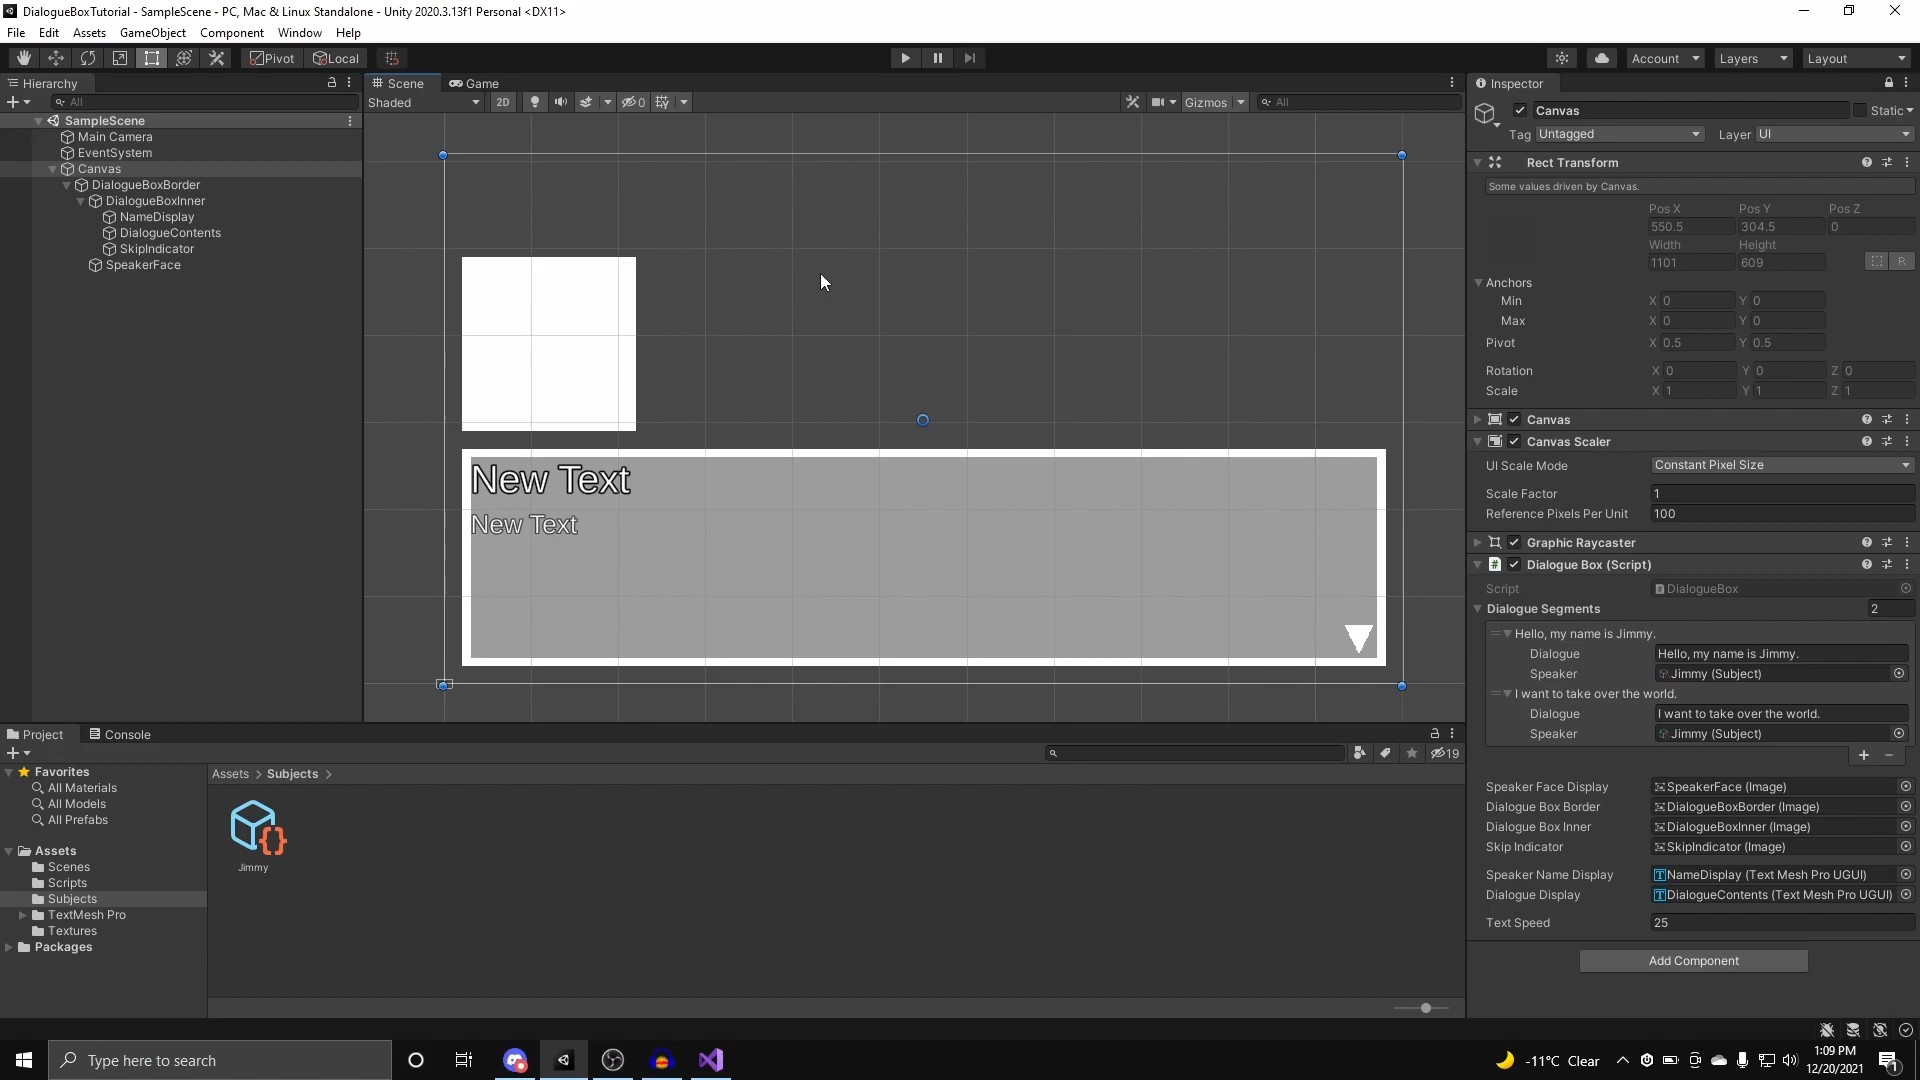 DialogueBoxTutorial - SampleScene - PC, Mac & Linux Standalone - Unity 2020.3.13f1 Personal <DX11>
File Edit Assets GameObject Component Window Help
Pivot Local Account Layers Layout
Hierarchy
All
SampleScene
Main Camera
EventSystem
Canvas
DialogueBoxBorder
DialogueBoxInner
NameDisplay
DialogueContents
SkipIndicator
SpeakerFace
Scene Game
Shaded 2D 0 Gizmos All
New Text
New Text
Inspector
Canvas Static
Tag Untagged Layer UI
Rect Transform
Some values driven by Canvas.
Pos X Pos Y Pos Z
550.5 304.5 0
Width Height
1101 609 R
Anchors
Min X 0 Y 0
Max X 0 Y 0
Pivot X 0.5 Y 0.5
Rotation X 0 Y 0 Z 0
Scale X 1 Y 1 Z 1
Canvas
Canvas Scaler
UI Scale Mode Constant Pixel Size
Scale Factor 1
Reference Pixels Per Unit 100
Graphic Raycaster
# Dialogue Box (Script)
Script DialogueBox
Dialogue Segments 2
Hello, my name is Jimmy.
Dialogue Hello, my name is Jimmy.
Speaker Jimmy (Subject)
I want to take over the world.
Dialogue I want to take over the world.
Speaker Jimmy (Subject)
Speaker Face Display SpeakerFace (Image)
Dialogue Box Border DialogueBoxBorder (Image)
Dialogue Box Inner DialogueBoxInner (Image)
Skip Indicator SkipIndicator (Image)
Speaker Name Display NameDisplay (Text Mesh Pro UGUI)
Dialogue Display DialogueContents (Text Mesh Pro UGUI)
Text Speed 25
Add Component
Project Console
19
Favorites
All Materials
All Models
All Prefabs
Assets
Scenes
Scripts
Subjects
TextMesh Pro
Textures
Packages
Assets > Subjects >
Jimmy
Type here to search
-11°C Clear
1:09 PM
12/20/2021
1